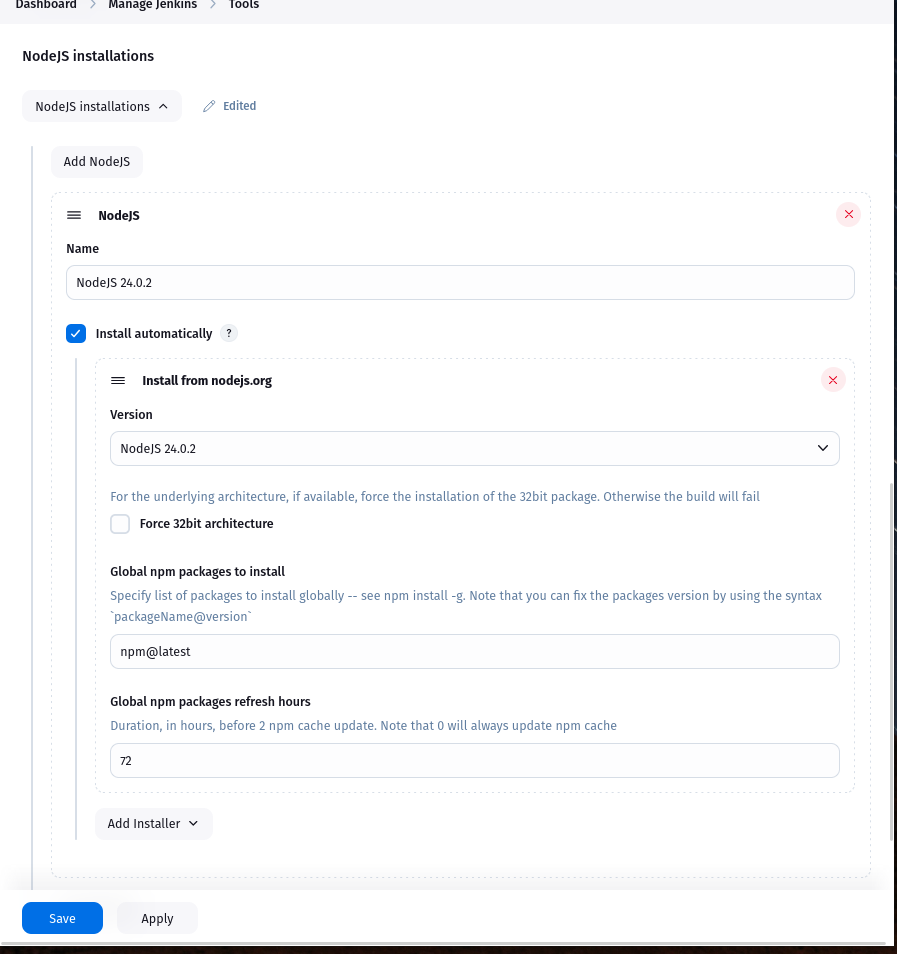 Dashboard > Manage Jenkins > Tools
NodeJS installations
NodeJS installations
Edited
Add NodeJS
NodeJS
Name
NodeJS 24.0.2
Install automatically ?
Install from nodejs.org
Version
NodeJS 24.0.2
For the underlying architecture, if available, force the installation of the 32bit package. Otherwise the build will fail
Force 32bit architecture
Global npm packages to install
Specify list of packages to install globally -- see npm install -g. Note that you can fix the packages version by using the syntax
`packageName@version`
npm@latest
Global npm packages refresh hours
Duration, in hours, before 2 npm cache update. Note that 0 will always update npm cache
72
Add Installer
Save
Apply